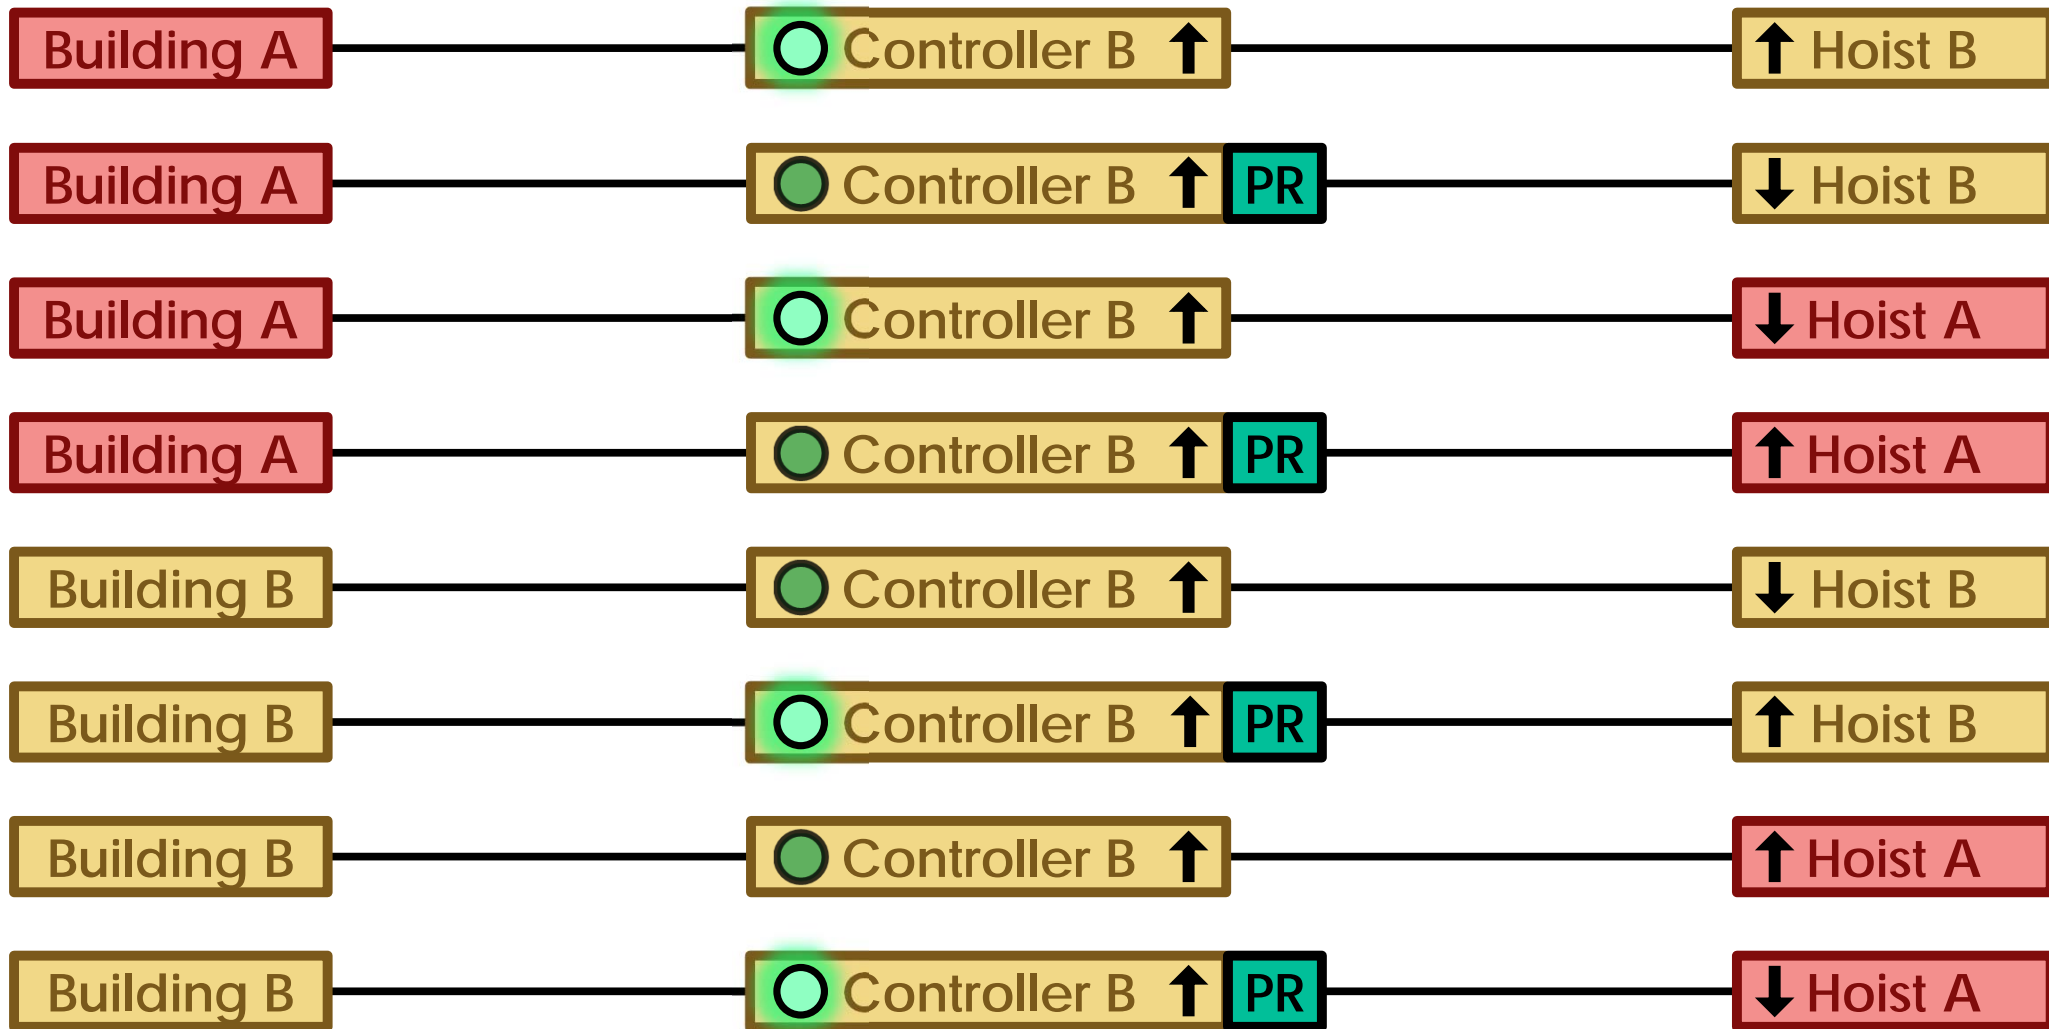 Building A Controller B ↑ ↑ Hoist B
Building A Controller B ↑ PR ↓ Hoist B
Building A Controller B ↑ ↓ Hoist A
Building A Controller B ↑ PR ↑ Hoist A
Building B Controller B ↑ ↓ Hoist B
Building B Controller B ↑ PR ↑ Hoist B
Building B Controller B ↑ ↑ Hoist A
Building B Controller B ↑ PR ↓ Hoist A